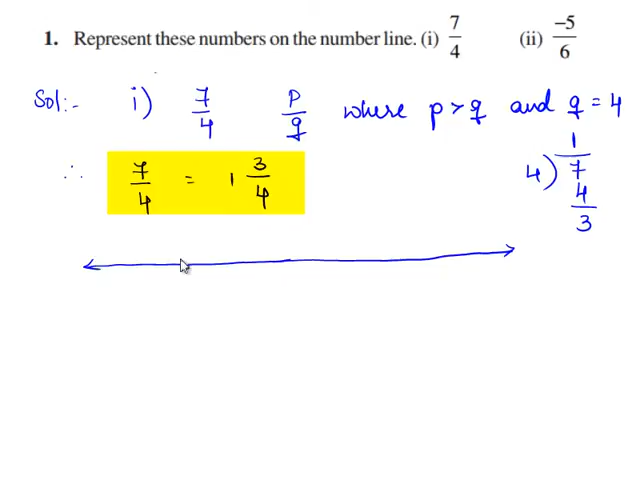 1. Represent these numbers on the number line. (i) 7/4 (ii) -5/6
Sol:- i) 7/4 p/q where p > q and q = 4
∴ 7/4 = 1 3/4
1
4) 7
4
3